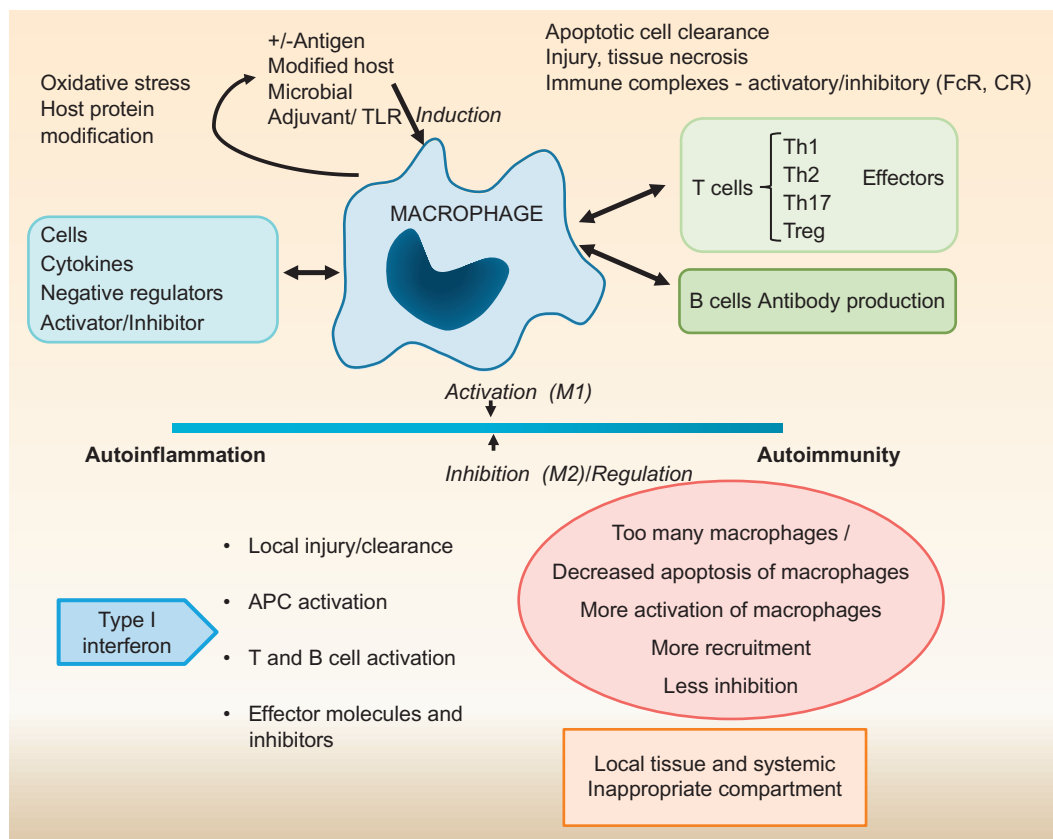 +/-Antigen
Modified host
Microbial
Adjuvant/ TLR
Induction
Oxidative stress
Host protein
modification
Apoptotic cell clearance
Injury, tissue necrosis
Immune complexes - activatory/inhibitory (FcR, CR)
MACROPHAGE
T cells
Th1
Th2
Th17
Treg
Effectors
Cells
Cytokines
Negative regulators
Activator/Inhibitor
B cells Antibody production
Activation (M1)
Autoinflammation
Autoimmunity
Inhibition (M2)/Regulation
Type I
interferon
• Local injury/clearance
• APC activation
• T and B cell activation
• Effector molecules and
inhibitors
Too many macrophages /
Decreased apoptosis of macrophages
More activation of macrophages
More recruitment
Less inhibition
Local tissue and systemic
Inappropriate compartment